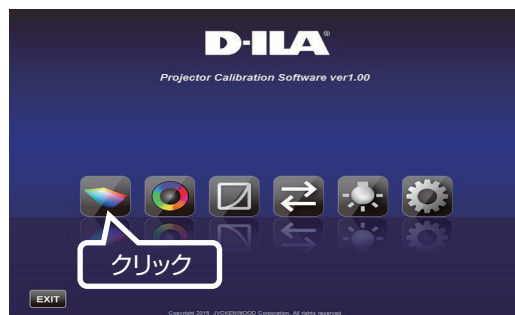 D-ILA®
Projector Calibration Software ver1.00
クリック
EXIT
Copyright 2015 JVCKENWOOD Corporation. All rights reserved